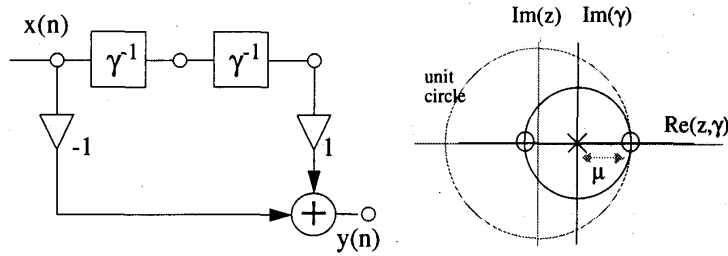 x(n)
γ⁻¹
γ⁻¹
-1
1
+
y(n)
Im(z)
Im(γ)
unit
circle
Re(z,γ)
μ